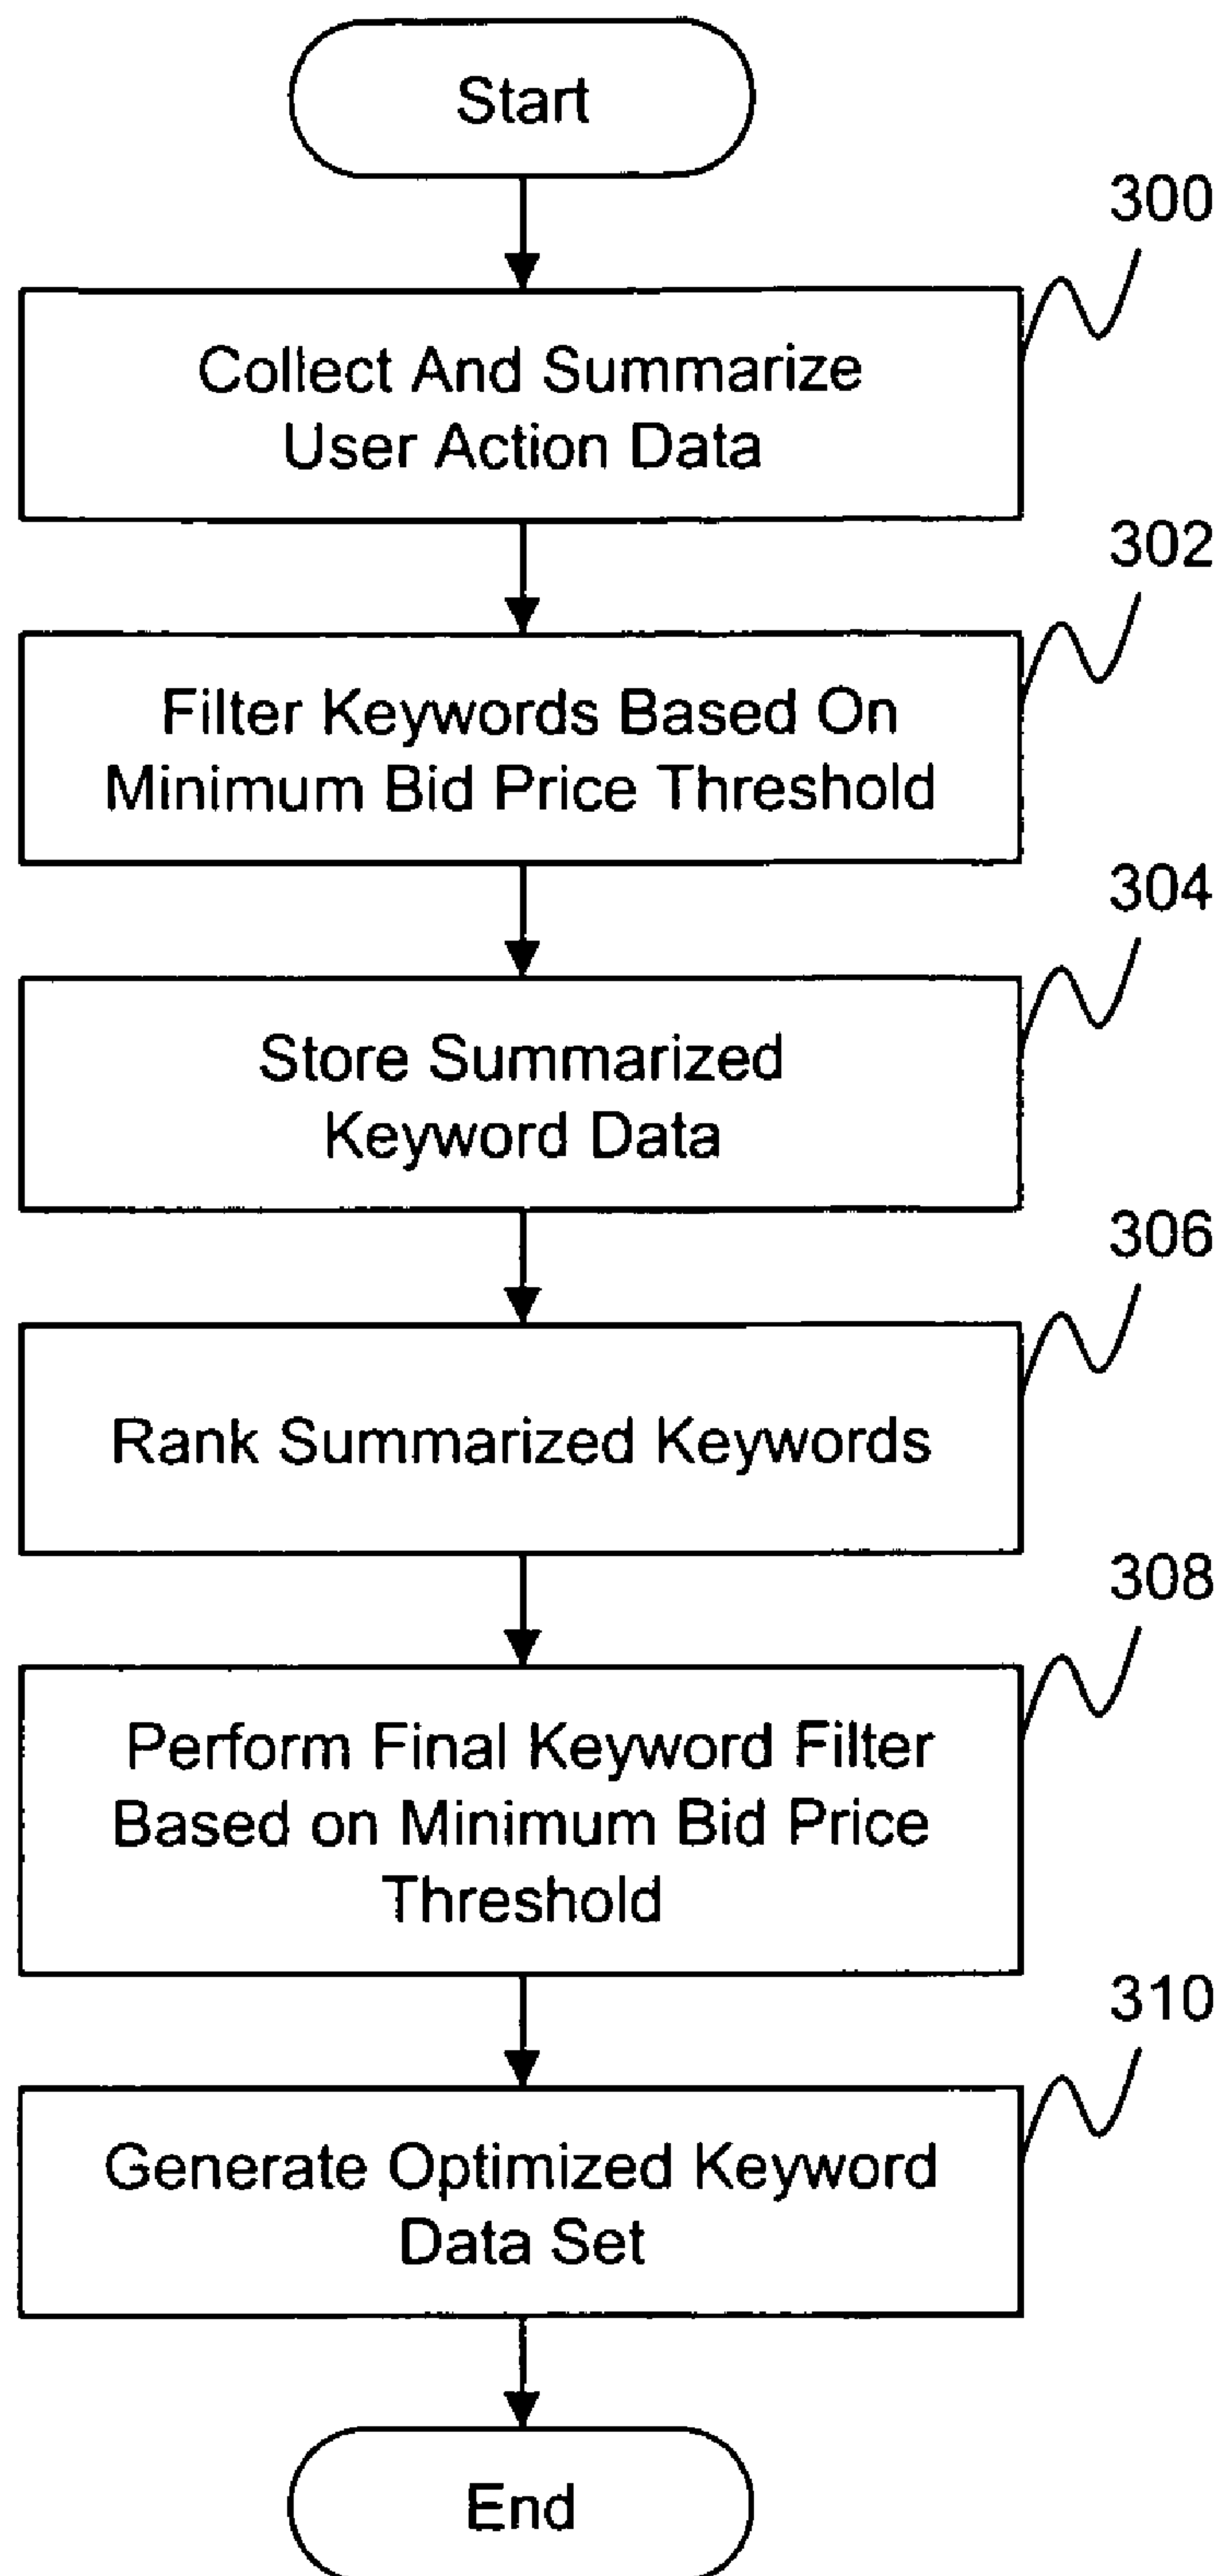 Start
300
Collect And Summarize
User Action Data
302
Filter Keywords Based On
Minimum Bid Price Threshold
304
Store Summarized
Keyword Data
306
Rank Summarized Keywords
308
Perform Final Keyword Filter
Based on Minimum Bid Price
Threshold
310
Generate Optimized Keyword
Data Set
End